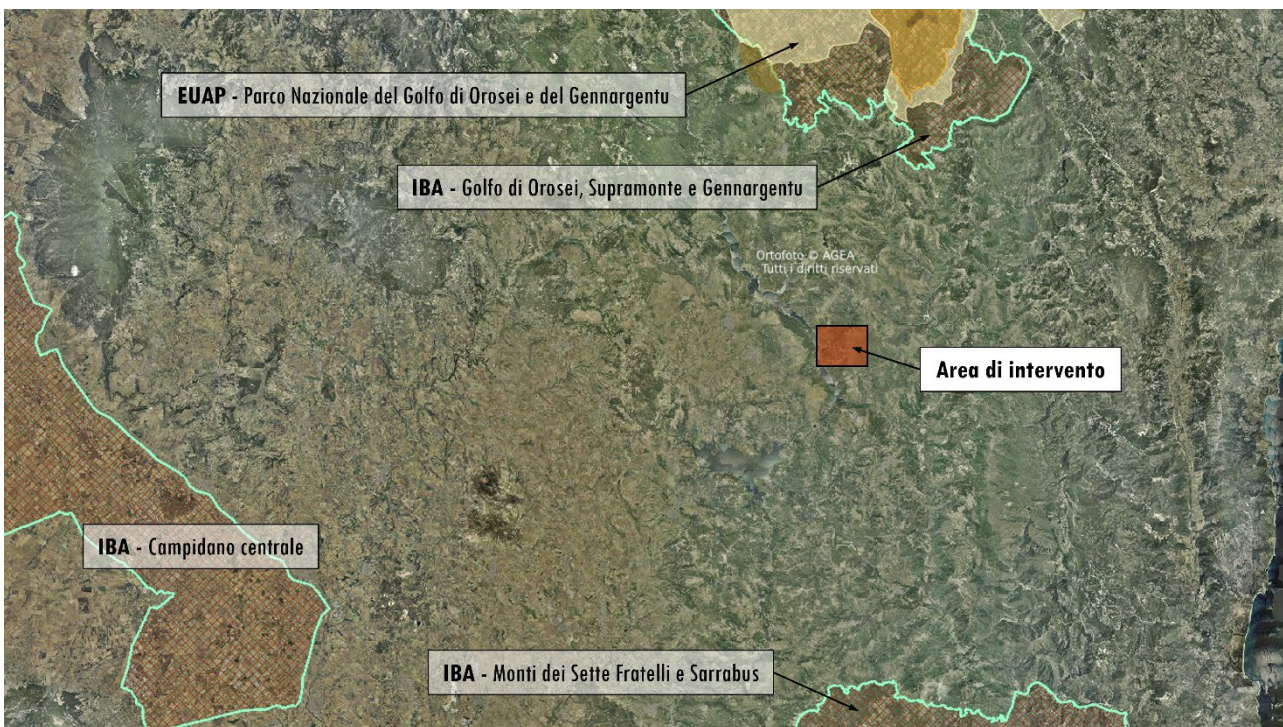 EUAP - Parco Nazionale del Golfo di Orosei e del Gennargentu
IBA - Golfo di Orosei, Supramonte e Gennargentu
Ortofoto © AGEA
Tutti i diritti riservati
Area di intervento
IBA - Campidano centrale
IBA - Monti dei Sette Fratelli e Sarrabus